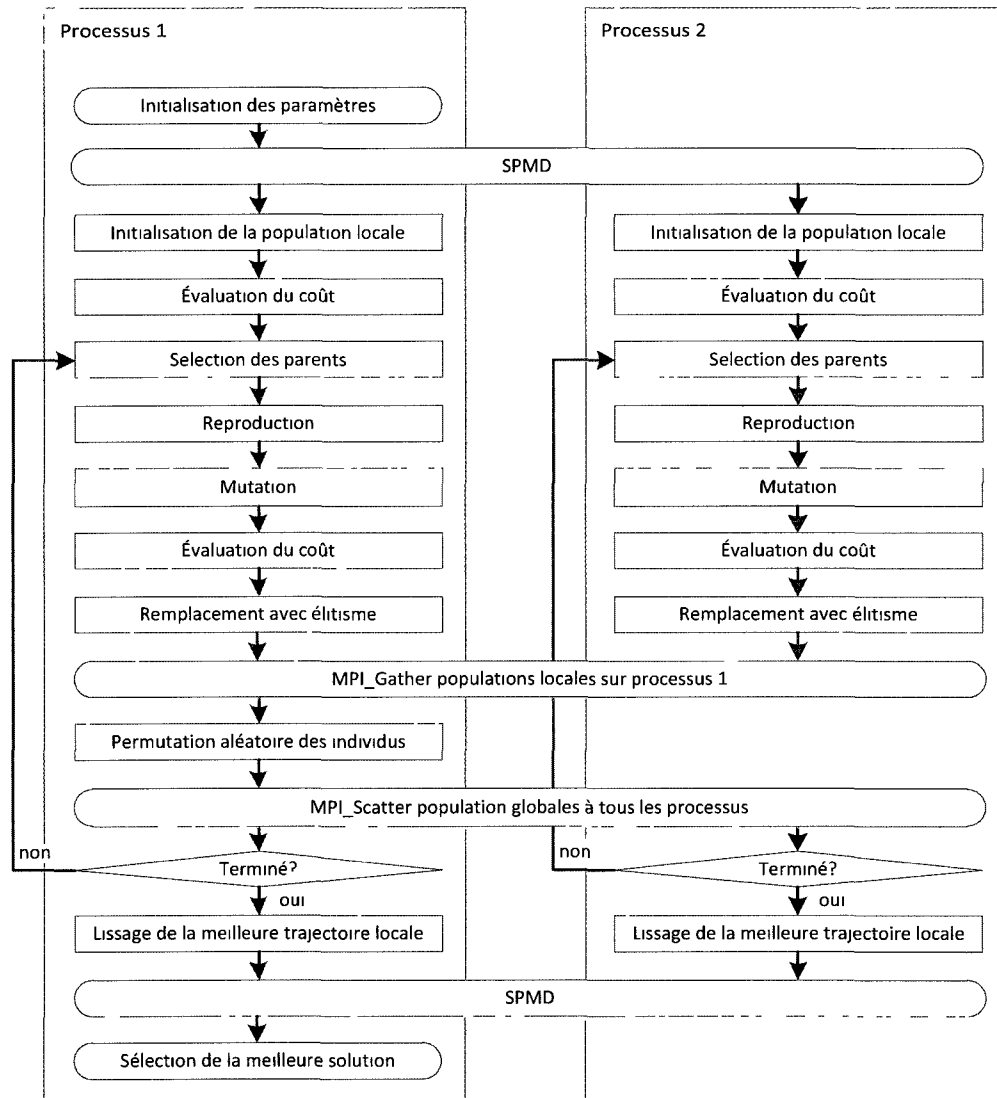 Processus 1
Processus 2
Initialisation des paramètres
SPMD
Initialisation de la population locale
Initialisation de la population locale
Évaluation du coût
Évaluation du coût
Selection des parents
Selection des parents
Reproduction
Reproduction
Mutation
Mutation
Évaluation du coût
Évaluation du coût
Remplacement avec élitisme
Remplacement avec élitisme
MPI_Gather populations locales sur processus 1
Permutation aléatoire des individus
MPI_Scatter population globales à tous les processus
non
Terminé?
non
Terminé?
oui
oui
Lissage de la meilleure trajectoire locale
Lissage de la meilleure trajectoire locale
SPMD
Sélection de la meilleure solution